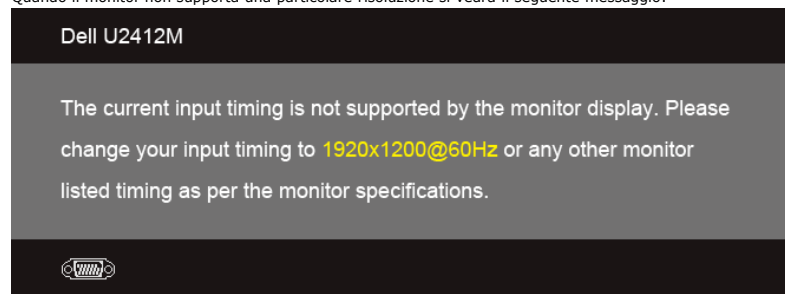 Quando il monitor non supporta una particolare risoluzione si vedrà il seguente messaggio:
Dell U2412M
The current input timing is not supported by the monitor display. Please
change your input timing to 1920x1200@60Hz or any other monitor
listed timing as per the monitor specifications.